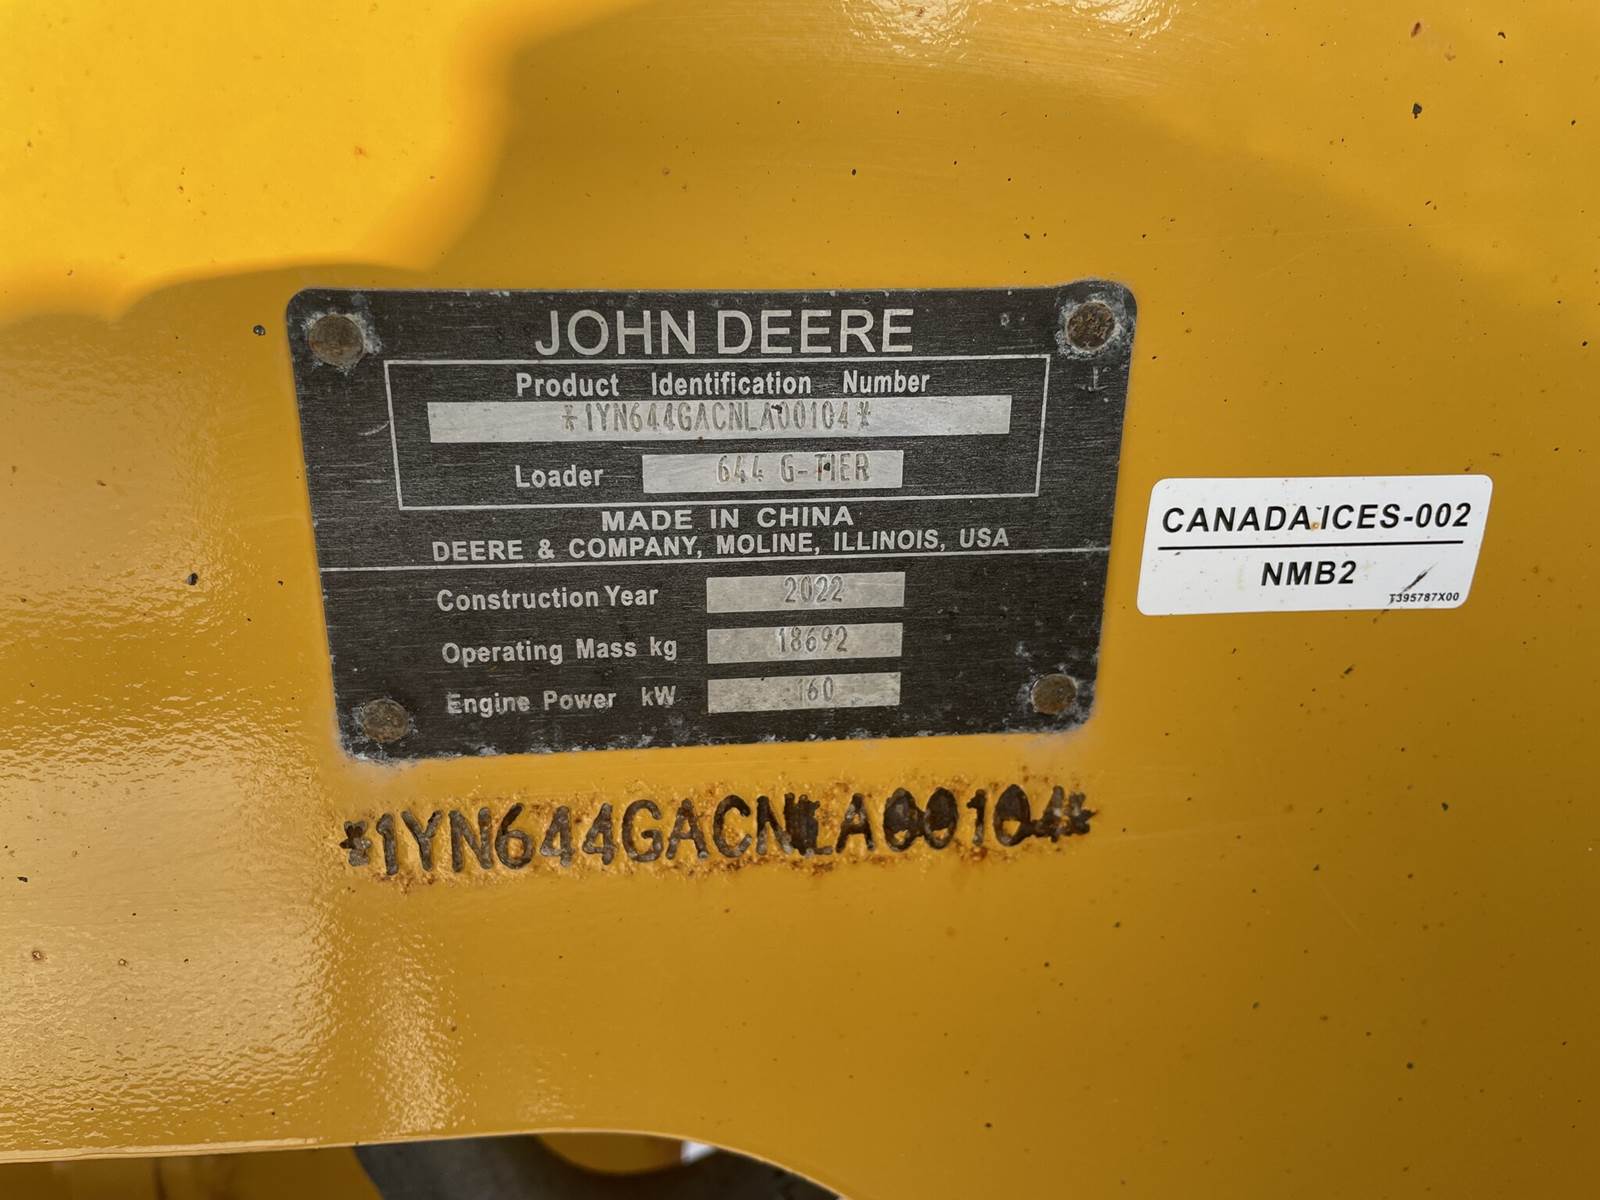 JOHN DEERE
Product Identification Number
*1YN644GACNLA00104*
Loader 644 G-TIER
MADE IN CHINA
DEERE & COMPANY, MOLINE, ILLINOIS, USA
Construction Year 2022
Operating Mass kg 18692
Engine Power kW 160
*1YN644GACNLA00104*
CANADA ICES-002
NMB2
T395787X00